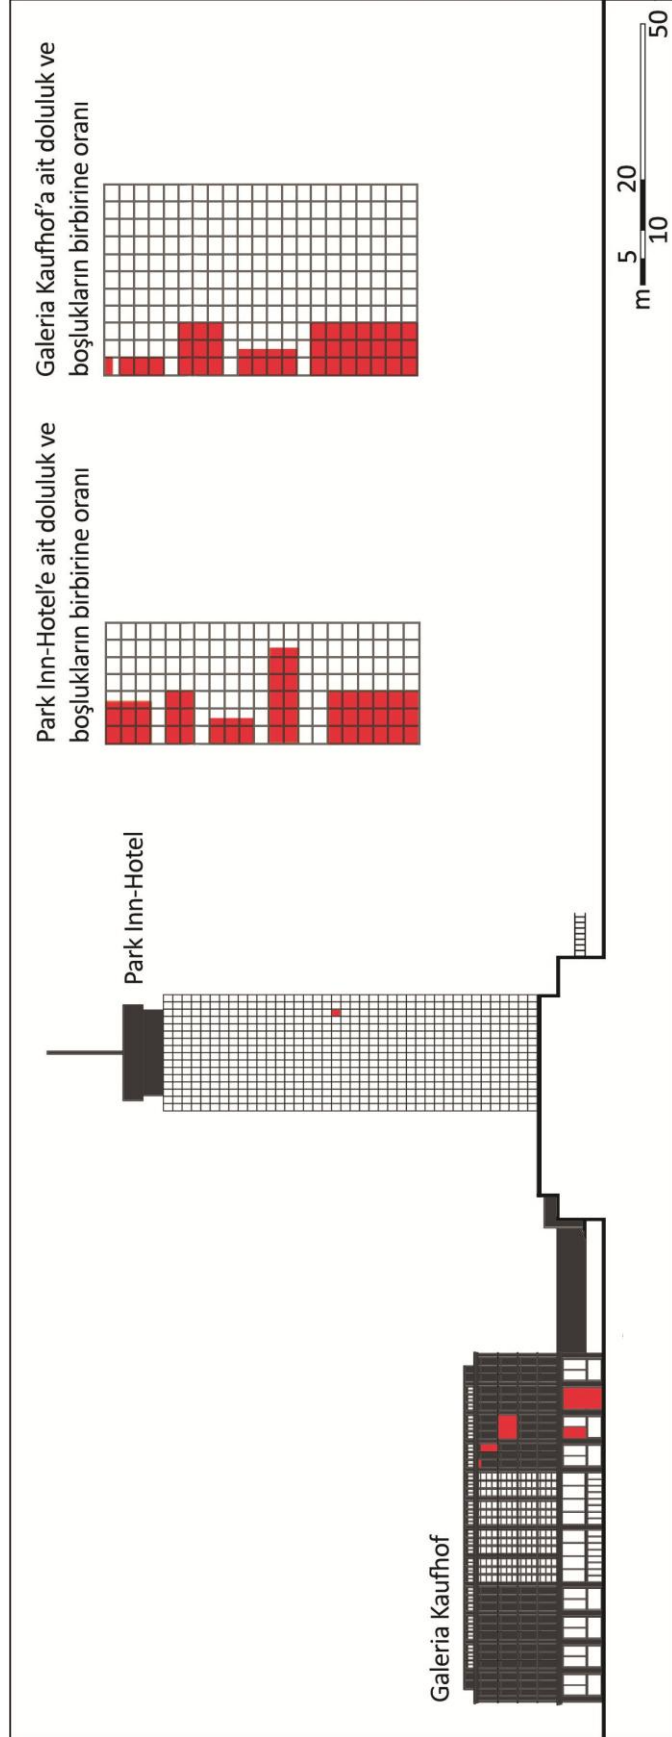 Galeria Kaufhof
Park Inn-Hotel
Park Inn-Hotel'e ait doluluk ve
boşlukların birbirine oranı
Galeria Kaufhof'a ait doluluk ve
boşlukların birbirine oranı
m 5 10 20 50